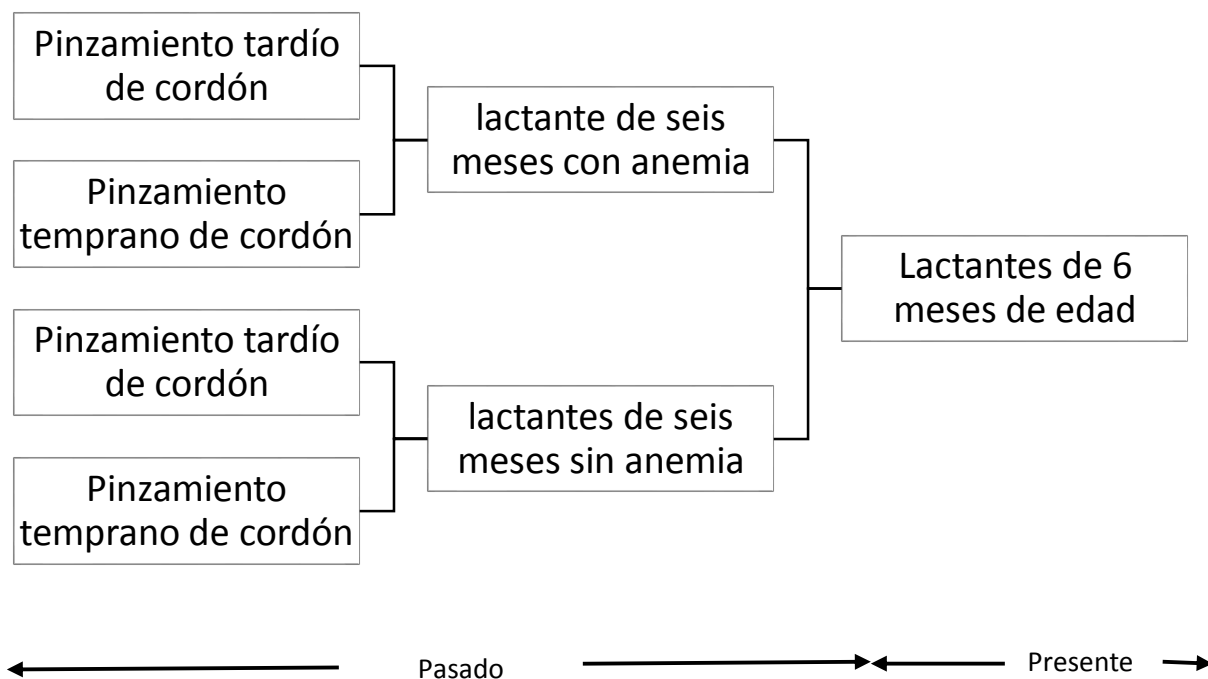 Pinzamiento tardío
de cordón
Pinzamiento
temprano de cordón
Pinzamiento tardío
de cordón
Pinzamiento
temprano de cordón
lactante de seis
meses con anemia
lactantes de seis
meses sin anemia
Lactantes de 6
meses de edad
Pasado
Presente